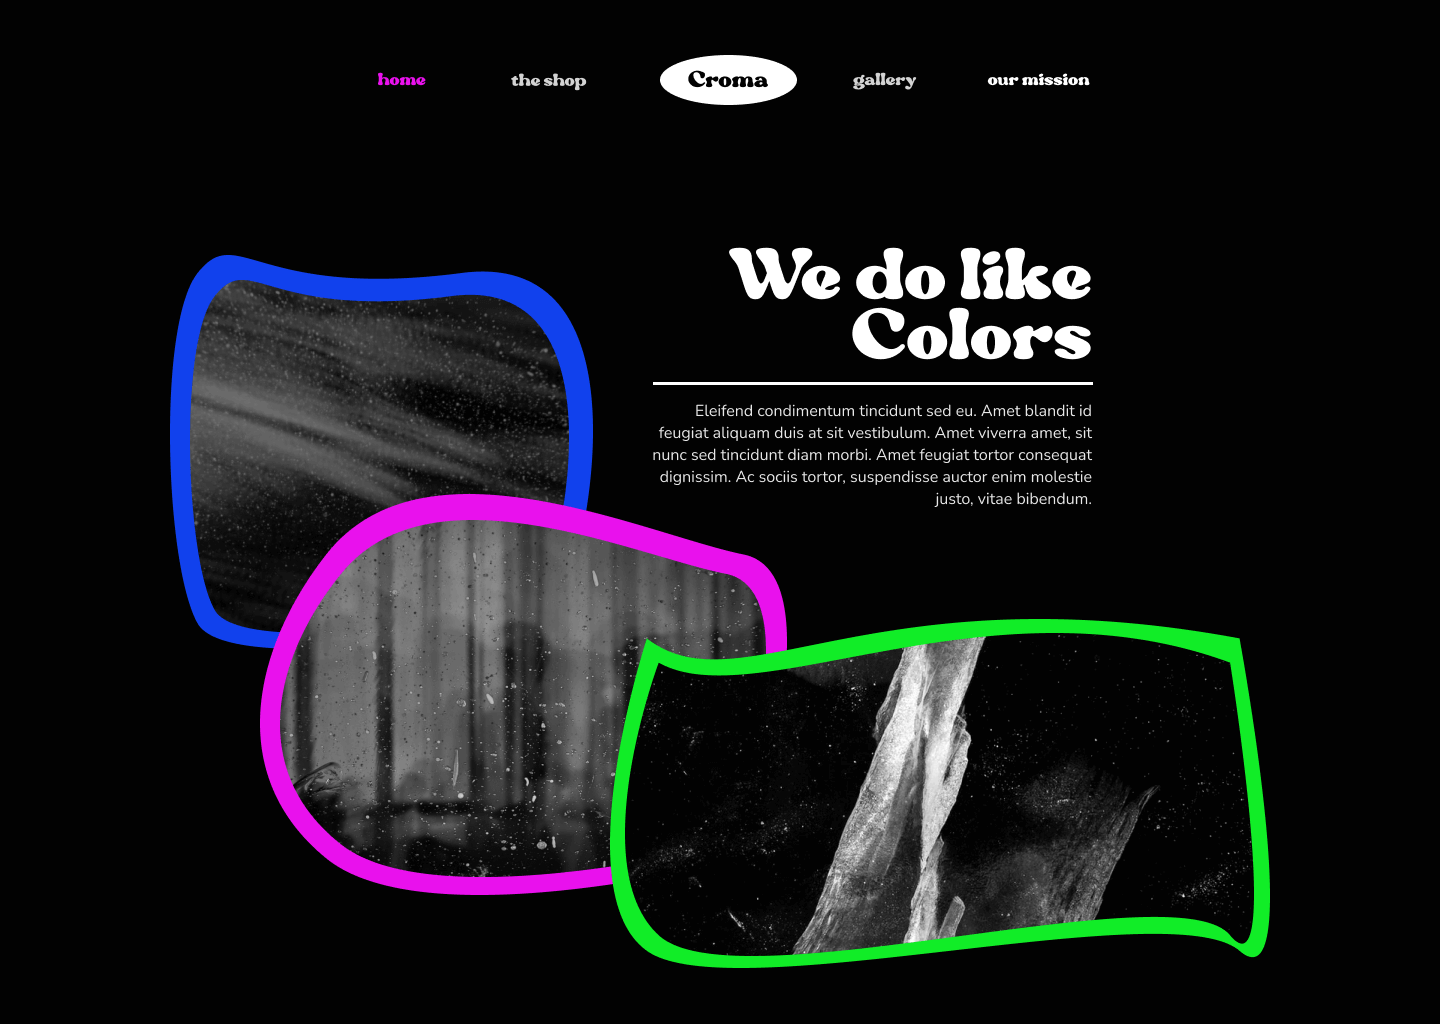 home the shop Croma gallery our mission
We do like
Colors
Eleifend condimentum tincidunt sed eu. Amet blandit id
feugiat aliquam duis at sit vestibulum. Amet viverra amet, sit
nunc sed tincidunt diam morbi. Amet feugiat tortor consequat
dignissim. Ac sociis tortor, suspendisse auctor enim molestie
justo, vitae bibendum.